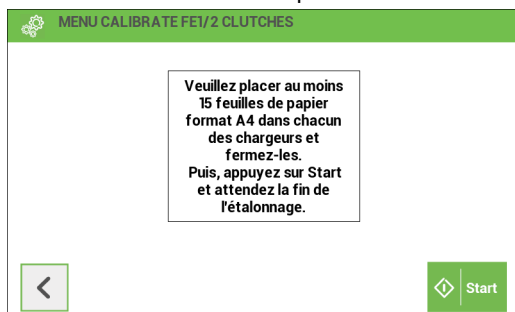 MENU CALIBRATE FE1/2 CLUTCHES
Veuillez placer au moins
15 feuilles de papier
format A4 dans chacun
des chargeurs et
fermez-les.
Puis, appuyez sur Start
et attendez la fin de
l'étalonnage.
Start